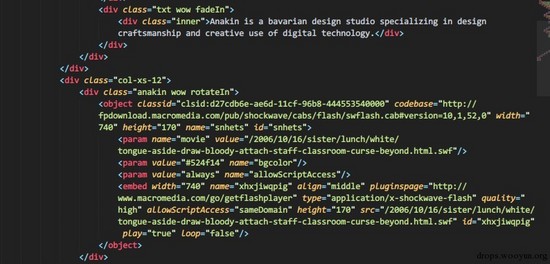 <div class="txt wow fadeIn">
<div class="inner">Anakin is a bavarian design studio specializing in design
craftsmanship and creative use of digital technology.</div>
</div>
</div>
</div>
<div class="col-xs-12">
<div class="anakin wow rotateIn">
<object classid="clsid:d27cdb6e-ae6d-11cf-96b8-444553540000" codebase="http://
fpdownload.macromedia.com/pub/shockwave/cabs/flash/swflash.cab#version=10,1,52,0" width="
740" height="170" name="snhets" id="snhets">
<param name="movie" value="/2006/10/16/sister/lunch/white/
tongue-aside-draw-bloody-attach-staff-classroom-curse-beyond.html.swf"/>
<param value="#524f14" name="bgcolor"/>
<param value="always" name="allowScriptAccess"/>
<embed width="740" name="xhxjiwqpig" align="middle" pluginspage="http://
www.macromedia.com/go/getflashplayer" type="application/x-shockwave-flash" quality="
high" allowScriptAccess="sameDomain" height="170" src="/2006/10/16/sister/lunch/white/
tongue-aside-draw-bloody-attach-staff-classroom-curse-beyond.html.swf" id="xhxjiwqpig"
play="true" loop="false"/>
</object>
</div>
drops.wooyun.org